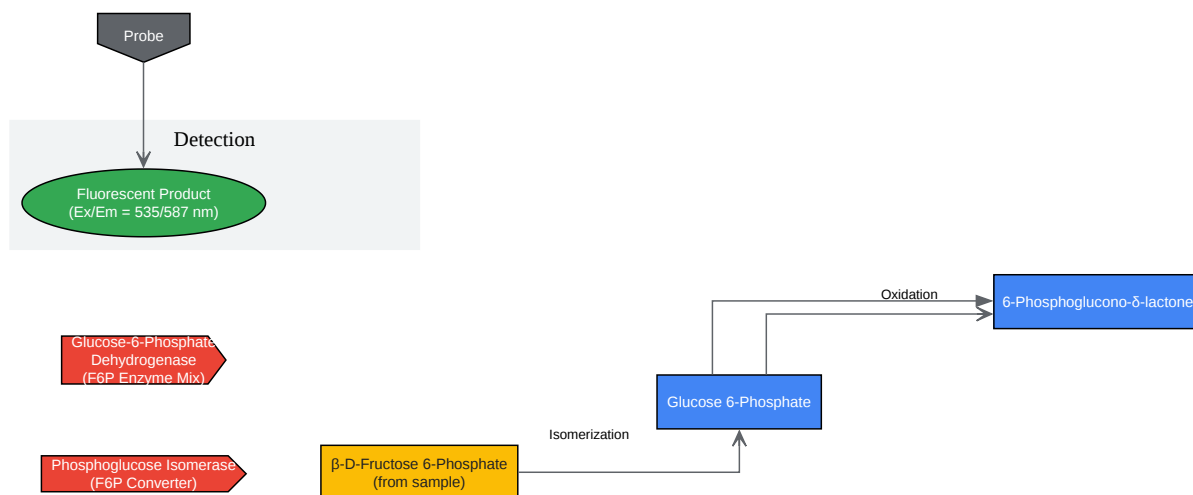 Probe
Detection
Fluorescent Product
(Ex/Em = 535/587 nm)
Oxidation
6-Phosphoglucono-δ-lactone
Glucose-6-Phosphate
Dehydrogenase
(F6P Enzyme Mix)
Glucose 6-Phosphate
Isomerization
Phosphoglucose Isomerase
(F6P Converter)
β-D-Fructose 6-Phosphate
(from sample)